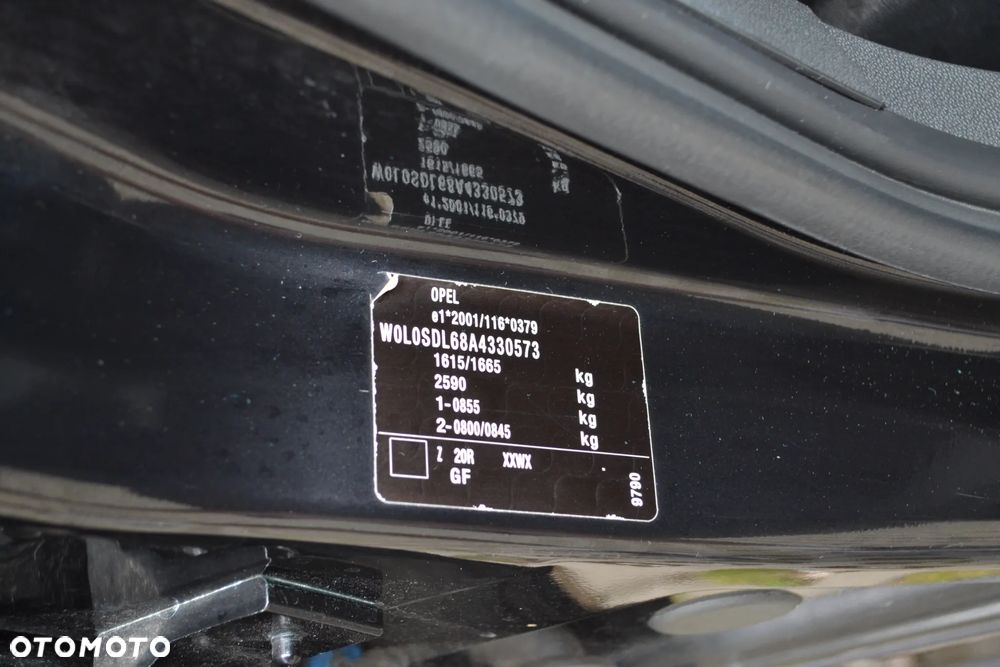 OPEL
e1*2001/116*0379
W0L0SDL68A4330573
1615/1665 kg
2590 kg
1-0855 kg
2-0800/0845 kg
Z 20R XXWX
GF
9790
OTOMOTO